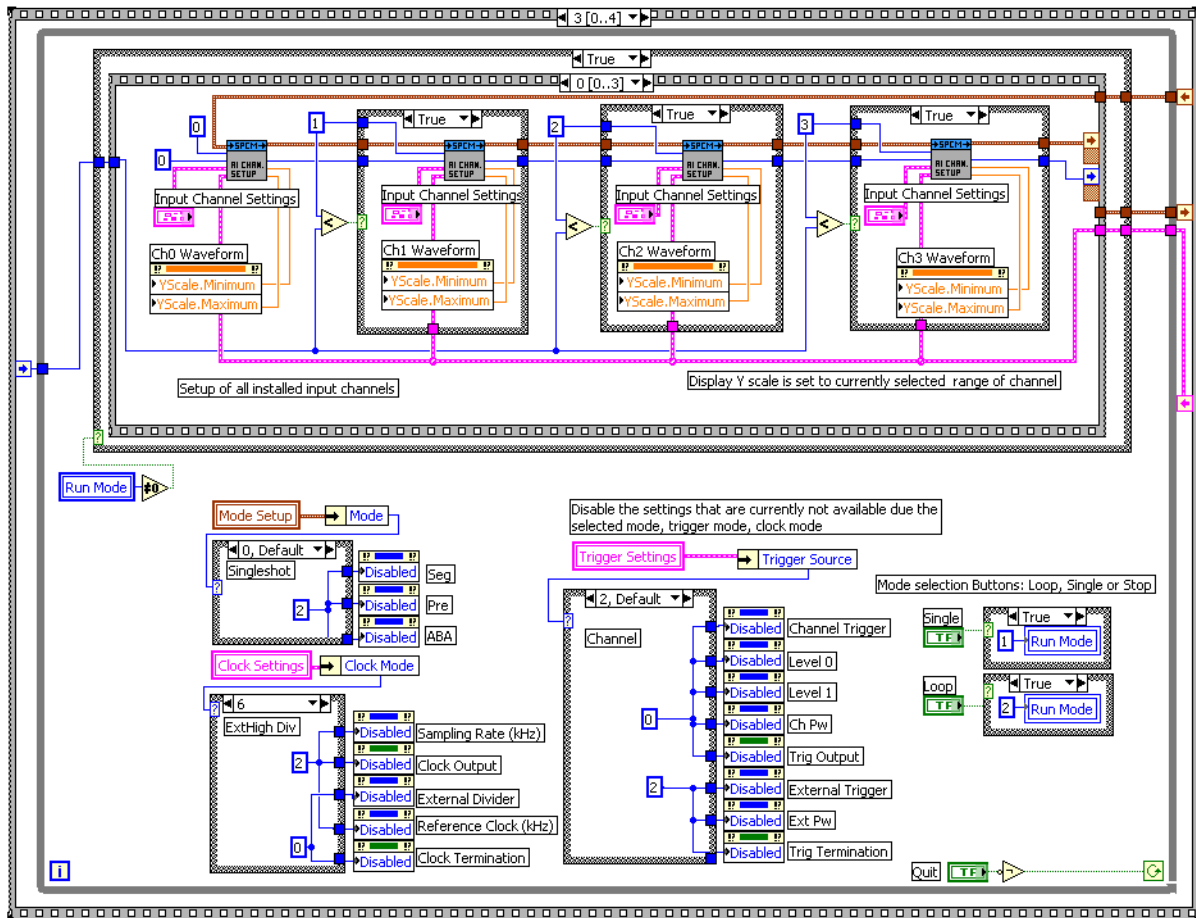 3 [0..4]
True
0 [0..3]
0
1
True
2
True
3
True
0
SPCM
AI CHAN.
SETUP
SPCM
AI CHAN.
SETUP
SPCM
AI CHAN.
SETUP
SPCM
AI CHAN.
SETUP
Input Channel Settings
Input Channel Settings
Input Channel Settings
Input Channel Settings
<
?
<
?
<
?
Ch0 Waveform
Ch1 Waveform
Ch2 Waveform
Ch3 Waveform
YScale.Minimum
YScale.Maximum
YScale.Minimum
YScale.Maximum
YScale.Minimum
YScale.Maximum
YScale.Minimum
YScale.Maximum
Setup of all installed input channels
Display Y scale is set to currently selected range of channel
?
Run Mode
≠0
Mode Setup
Mode
0, Default
Singleshot
?
2
Disabled
Seg
Disabled
Pre
Disabled
ABA
Clock Settings
Clock Mode
6
?
ExtHigh Div
2
0
Disabled
Sampling Rate (kHz)
Disabled
Clock Output
Disabled
External Divider
Disabled
Reference Clock (kHz)
Disabled
Clock Termination
Disable the settings that are currently not available due the
selected mode, trigger mode, clock mode
Trigger Settings
Trigger Source
2, Default
?
Channel
0
2
Disabled
Channel Trigger
Disabled
Level 0
Disabled
Level 1
Disabled
Ch Pw
Disabled
Trig Output
Disabled
External Trigger
Disabled
Ext Pw
Disabled
Trig Termination
Mode selection Buttons: Loop, Single or Stop
Single
TF
?
True
1
Run Mode
Loop
TF
?
True
2
Run Mode
i
Quit
TF